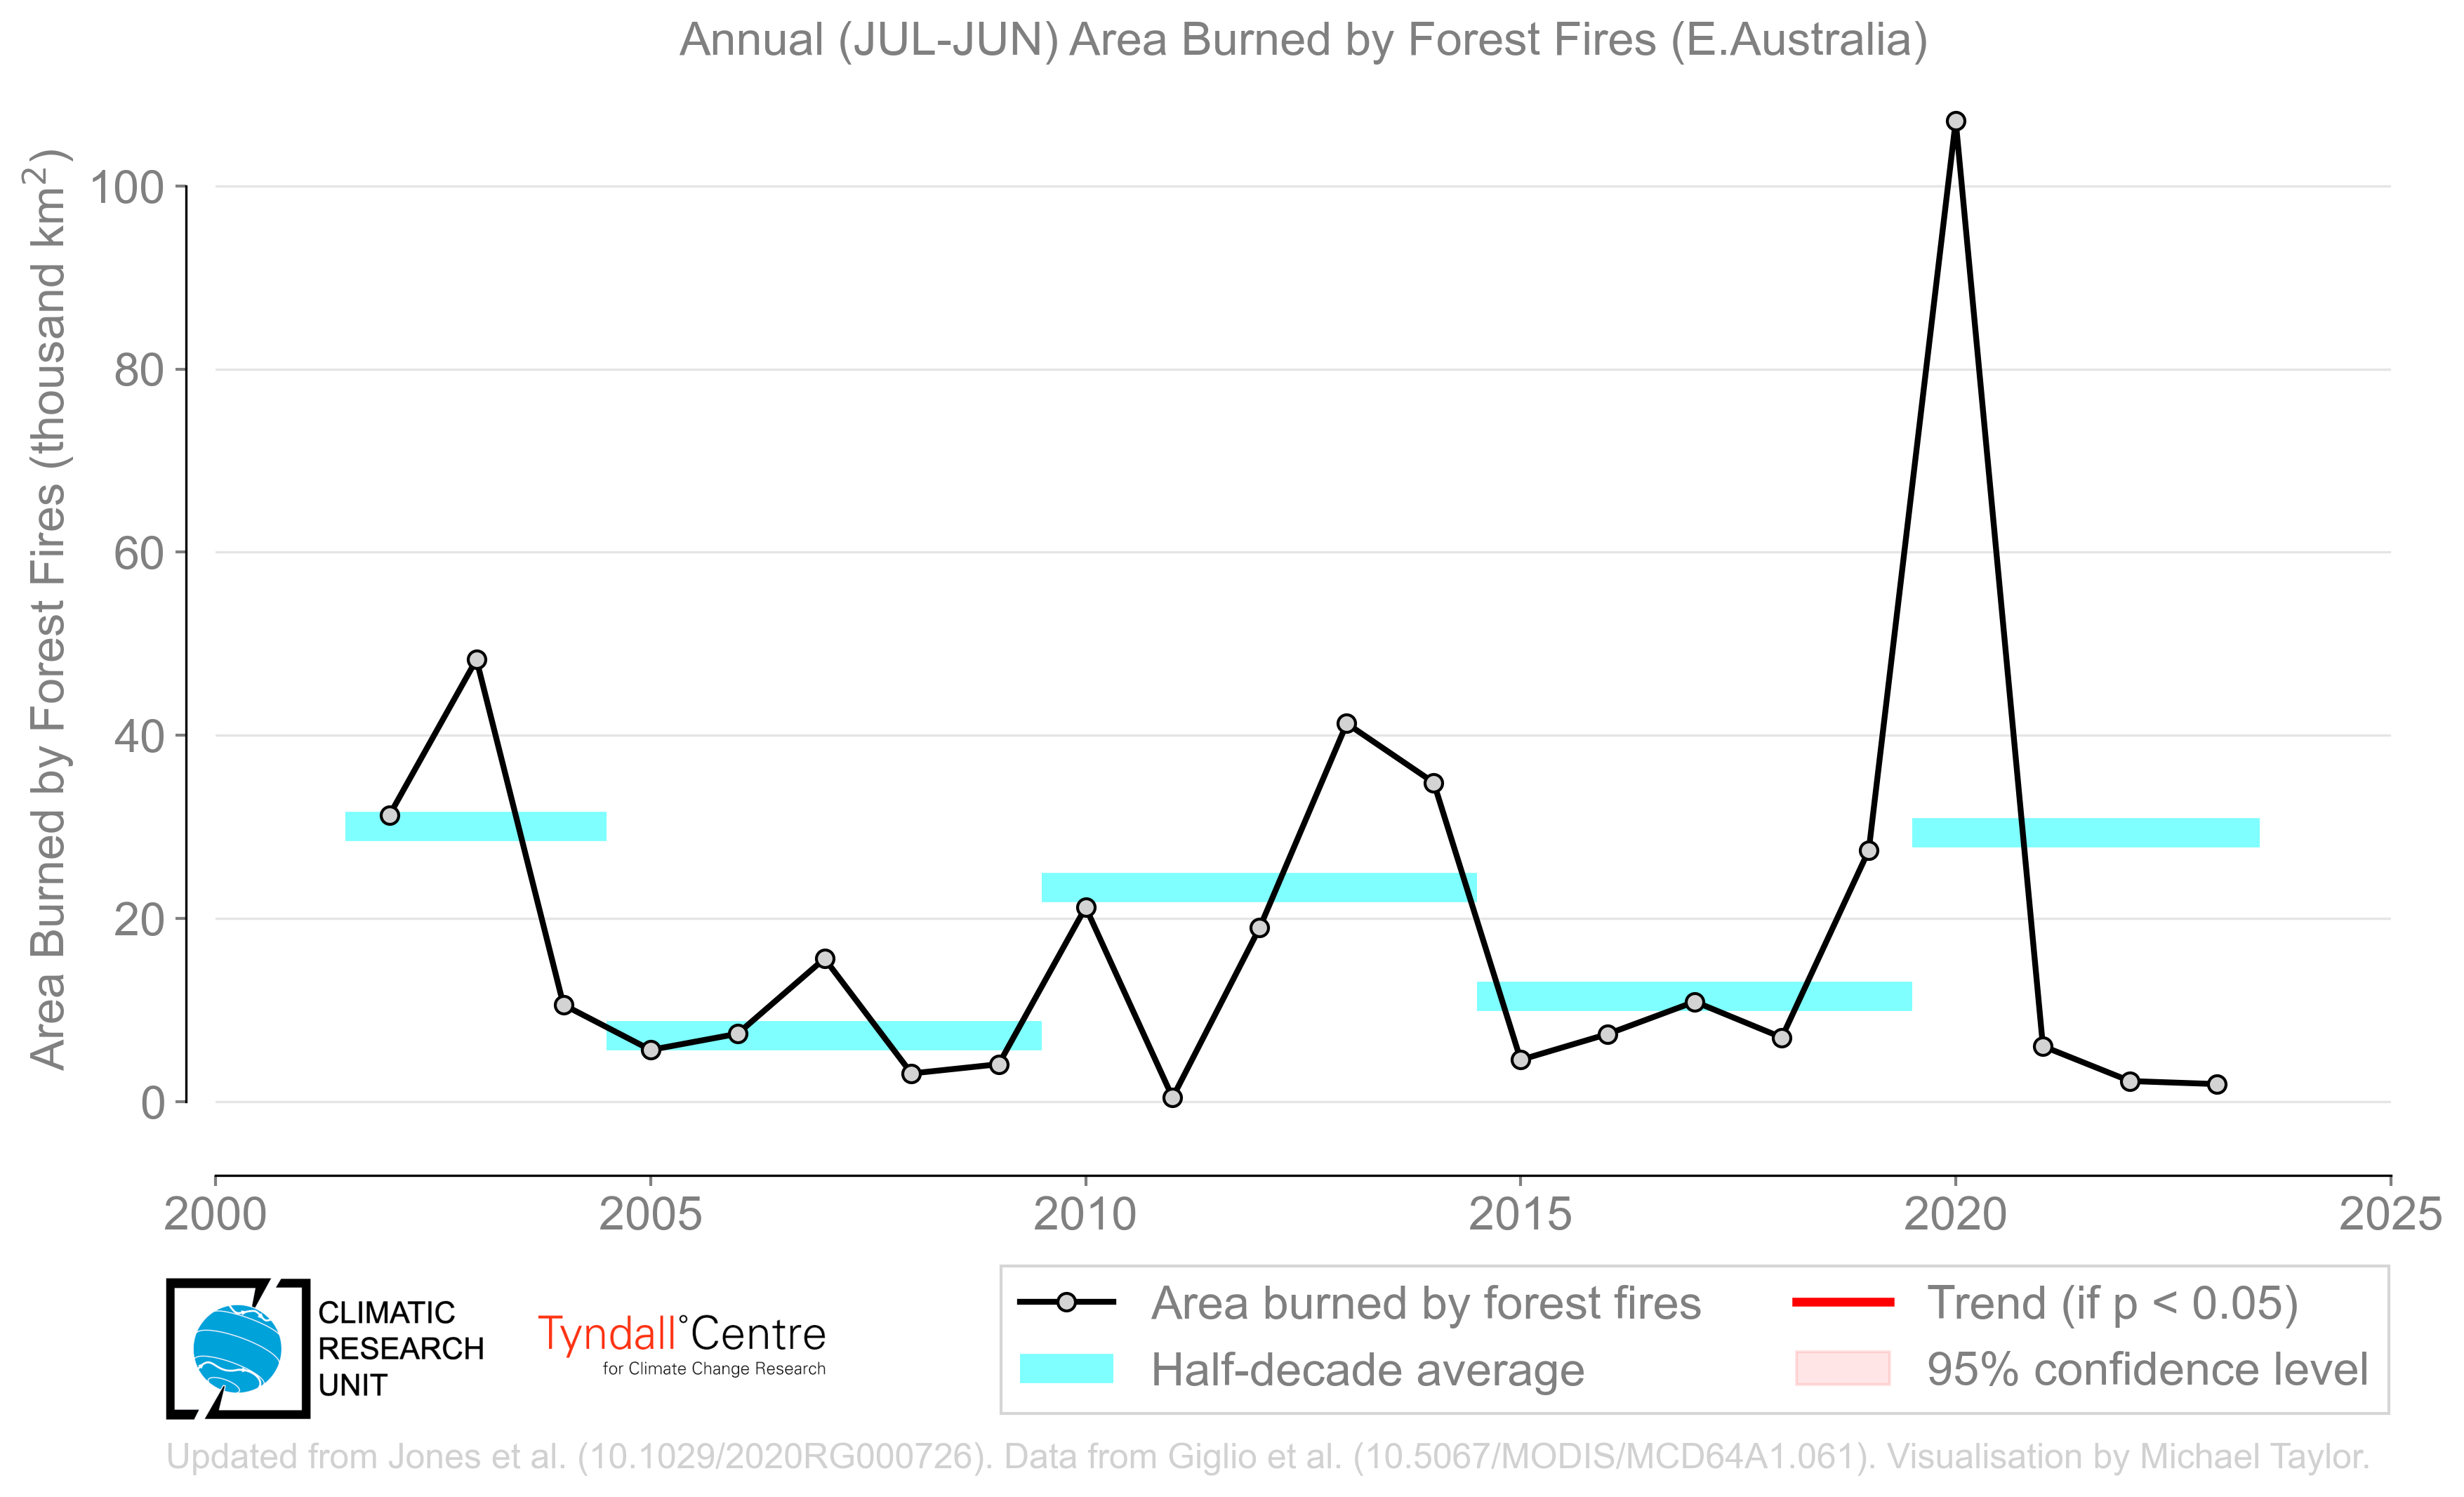 Annual (JUL-JUN) Area Burned by Forest Fires (E.Australia)
Area Burned by Forest Fires (thousand km²)
100
80
60
40
20
0
2000 2005 2010 2015 2020 2025
Area burned by forest fires
Half-decade average
Trend (if p < 0.05)
95% confidence level
CLIMATIC
RESEARCH
UNIT
Tyndall°Centre
for Climate Change Research
Updated from Jones et al. (10.1029/2020RG000726). Data from Giglio et al. (10.5067/MODIS/MCD64A1.061). Visualisation by Michael Taylor.